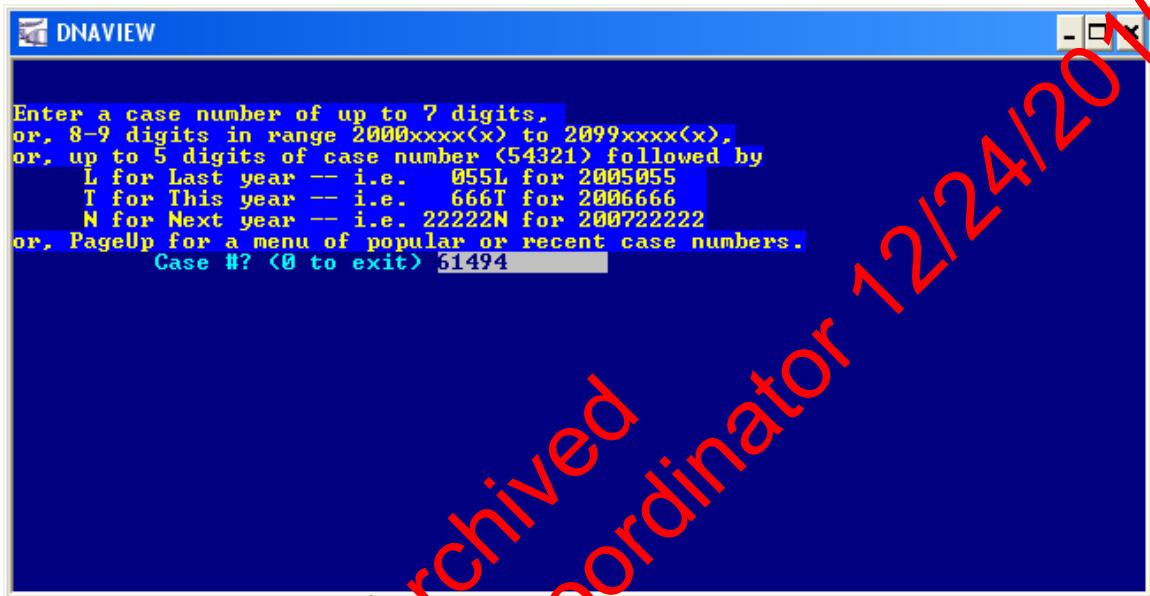 DNAVIEW
Enter a case number of up to 7 digits,
or, 8-9 digits in range 2000xxxx(x) to 2099xxxx(x),
or, up to 5 digits of case number (54321) followed by
L for Last year -- i.e. 055L for 2005055
T for This year -- i.e. 666T for 2006666
N for Next year -- i.e. 22222N for 200722222
or, PageUp for a menu of popular or recent case numbers.
Case #? (0 to exit) 61494
12/24/201